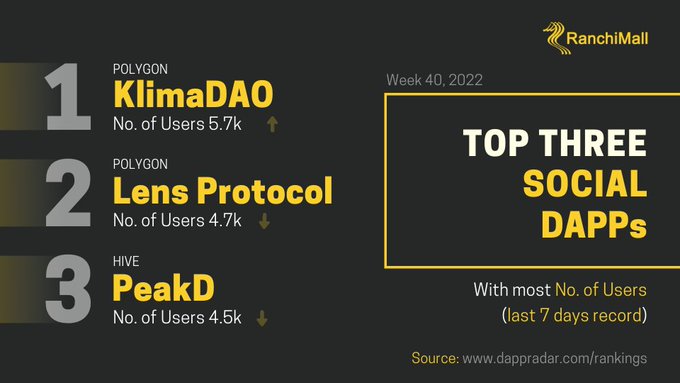 RanchiMall
Week 40, 2022
TOP THREE
SOCIAL
DAPPs
With most No. of Users
(last 7 days record)
1
POLYGON
KlimaDAO
No. of Users 5.7k
2
POLYGON
Lens Protocol
No. of Users 4.7k
3
HIVE
PeakD
No. of Users 4.5k
Source: www.dappradar.com/rankings